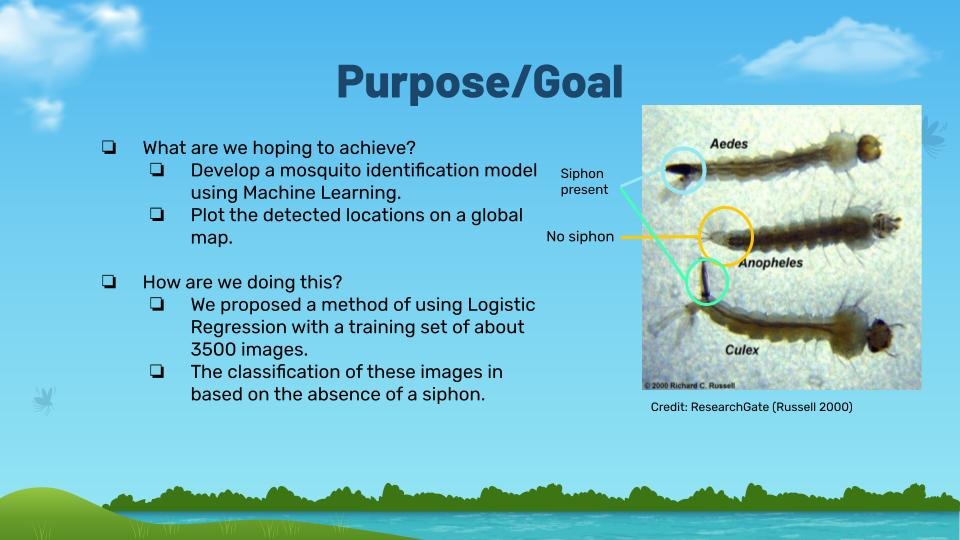 Purpose/Goal
❏ What are we hoping to achieve?
❏ Develop a mosquito identification model
using Machine Learning.
❏ Plot the detected locations on a global
map.
❏ How are we doing this?
❏ We proposed a method of using Logistic
Regression with a training set of about
3500 images.
❏ The classification of these images in
based on the absence of a siphon.
Siphon
present
No siphon
Aedes
Anopheles
Culex
© 2000 Richard C. Russell
Credit: ResearchGate (Russell 2000)